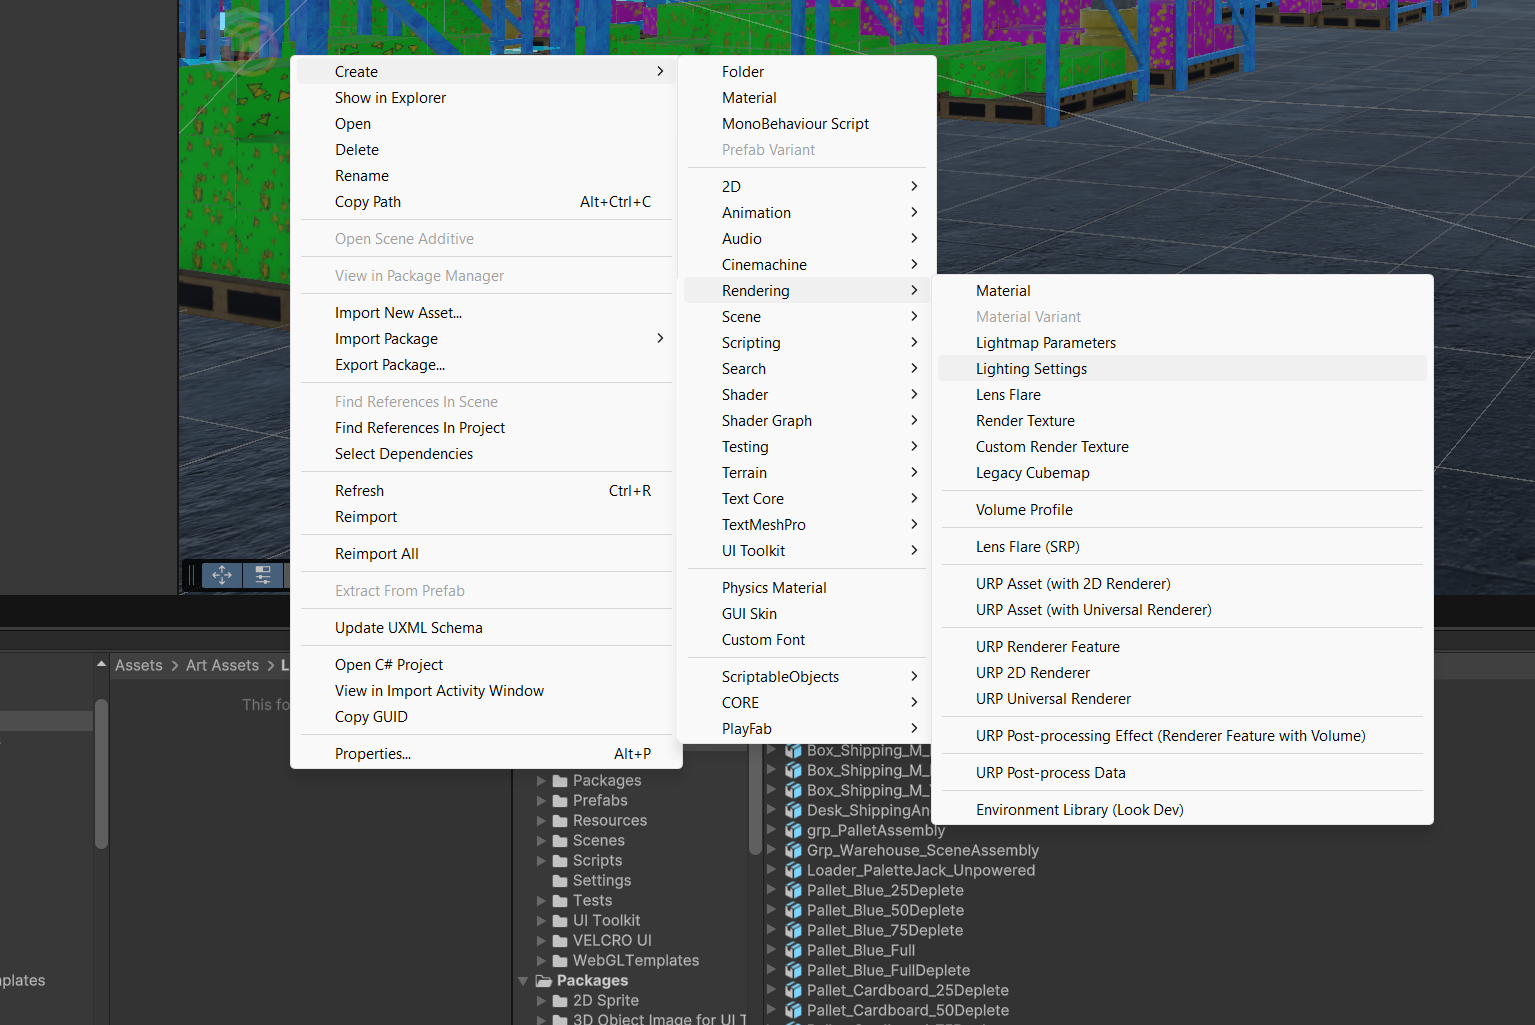 Create
Show in Explorer
Open
Delete
Rename
Copy Path Alt+Ctrl+C
Open Scene Additive
View in Package Manager
Import New Asset...
Import Package
Export Package...
Find References In Scene
Find References In Project
Select Dependencies
Refresh Ctrl+R
Reimport
Reimport All
Extract From Prefab
Update UXML Schema
Open C# Project
View in Import Activity Window
Copy GUID
Properties... Alt+P
Folder
Material
MonoBehaviour Script
Prefab Variant
2D
Animation
Audio
Cinemachine
Rendering
Scene
Scripting
Search
Shader
Shader Graph
Testing
Terrain
Text Core
TextMeshPro
UI Toolkit
Physics Material
GUI Skin
Custom Font
ScriptableObjects
CORE
PlayFab
Material
Material Variant
Lightmap Parameters
Lighting Settings
Lens Flare
Render Texture
Custom Render Texture
Legacy Cubemap
Volume Profile
Lens Flare (SRP)
URP Asset (with 2D Renderer)
URP Asset (with Universal Renderer)
URP Renderer Feature
URP 2D Renderer
URP Universal Renderer
URP Post-processing Effect (Renderer Feature with Volume)
URP Post-process Data
Environment Library (Look Dev)
Assets > Art Assets > L
This fo
plates
Packages
Prefabs
Resources
Scenes
Scripts
Settings
Tests
UI Toolkit
VELCRO UI
WebGLTemplates
Packages
2D Sprite
3D Object Image for UI T
Box_Shipping_M_
Box_Shipping_M_
Box_Shipping_M_
Desk_ShippingAn
grp_PalletAssembly
Grp_Warehouse_SceneAssembly
Loader_PaletteJack_Unpowered
Pallet_Blue_25Deplete
Pallet_Blue_50Deplete
Pallet_Blue_75Deplete
Pallet_Blue_Full
Pallet_Blue_FullDeplete
Pallet_Cardboard_25Deplete
Pallet_Cardboard_50Deplete